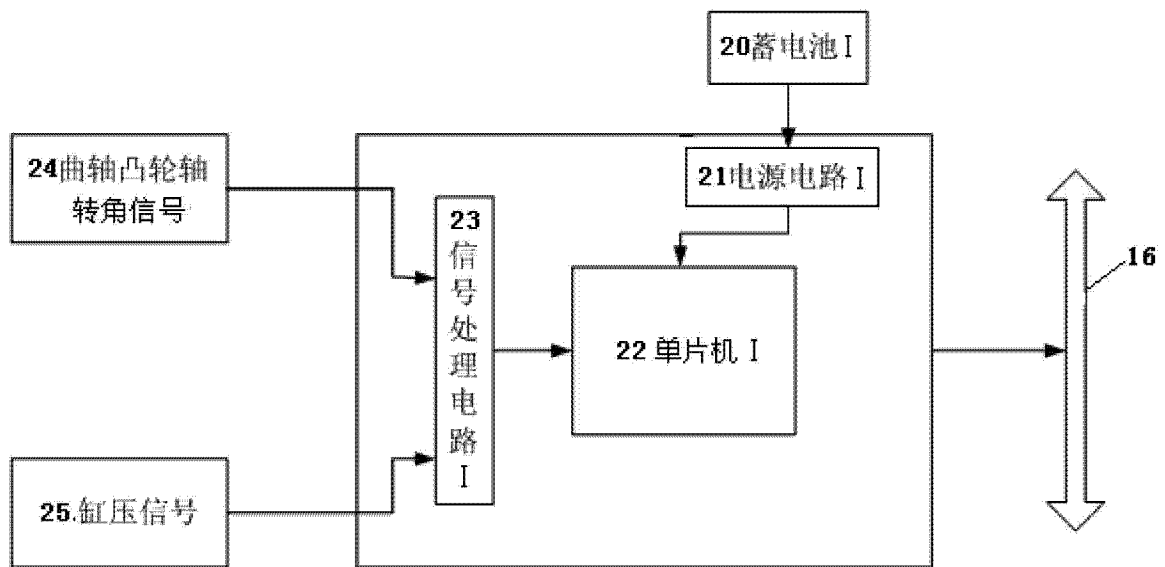 20蓄电池Ⅰ
24曲轴凸轮轴
转角信号
21电源电路Ⅰ
23
信
号
处
理
电
路
Ⅰ
22 单片机 Ⅰ
16
25.缸压信号